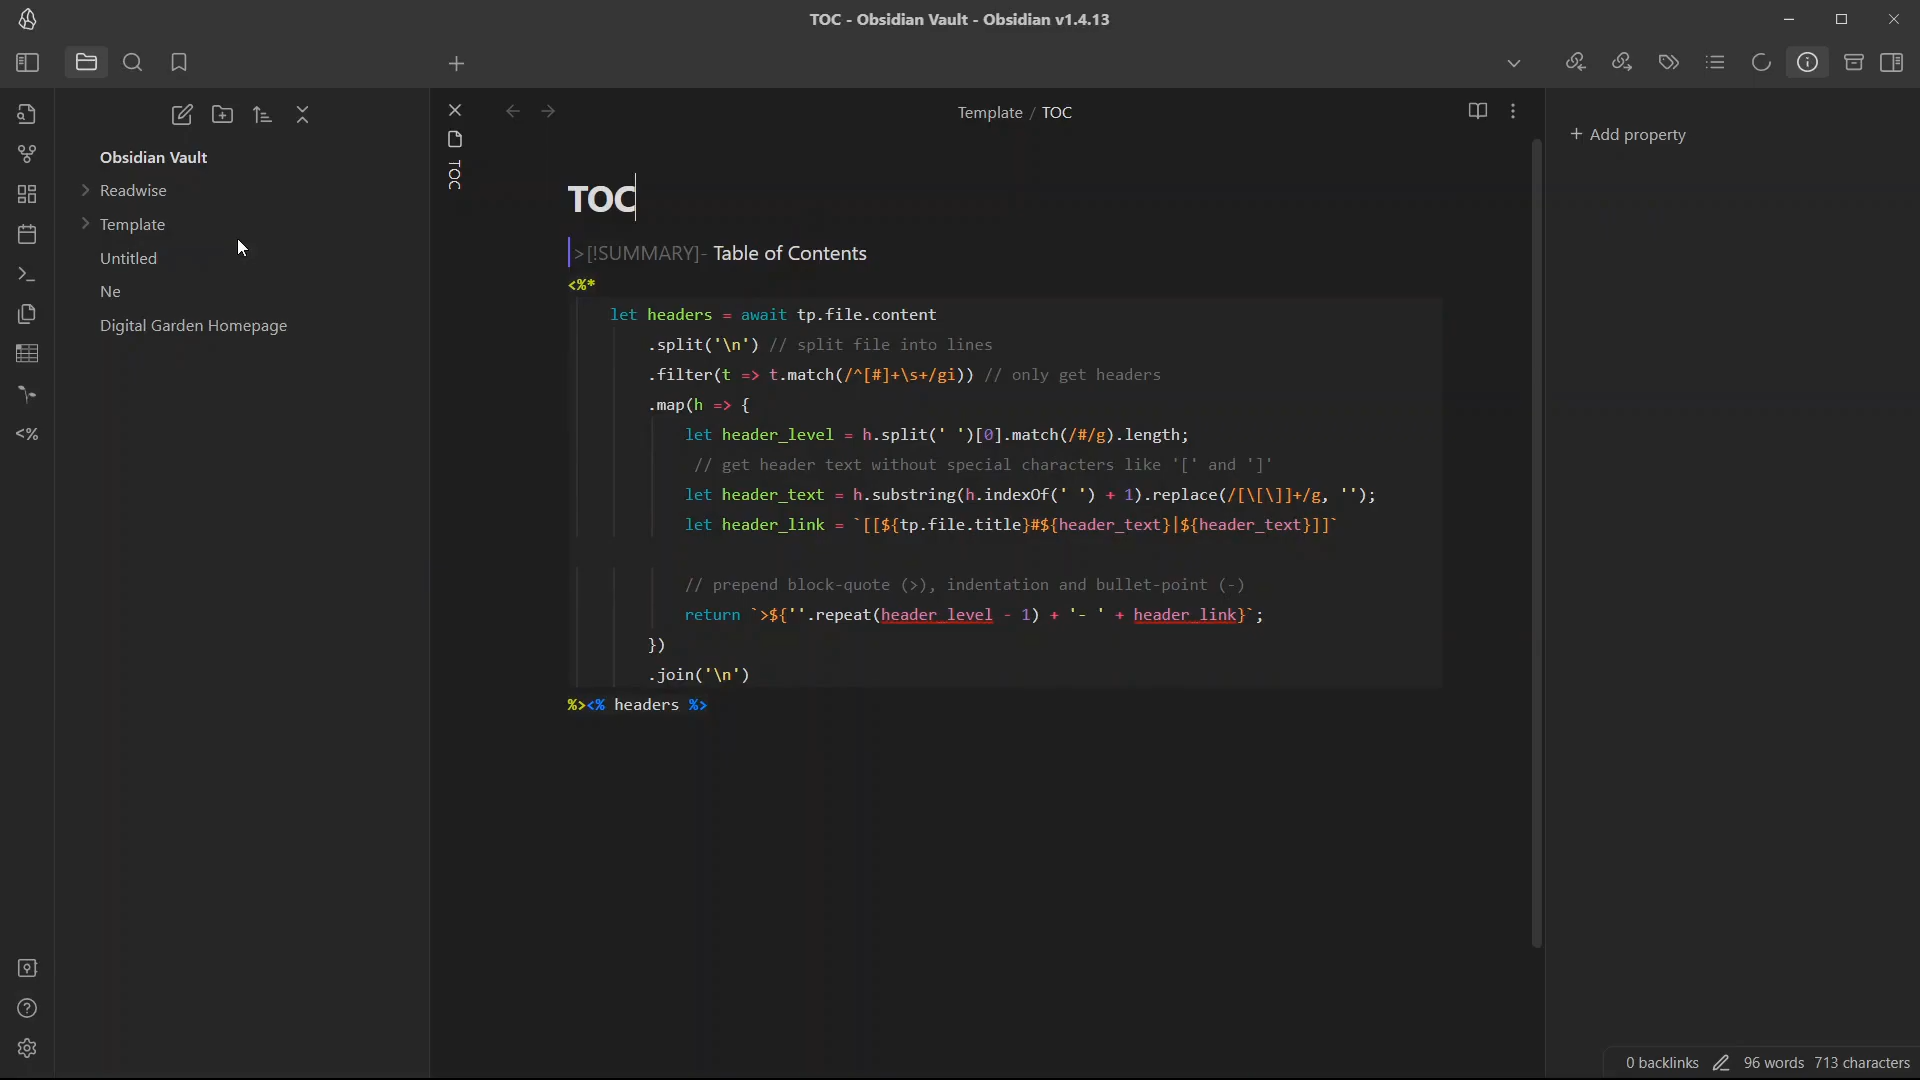 TOC - Obsidian Vault - Obsidian v1.4.13
Template / TOC
+ Add property
Obsidian Vault
Readwise
Template
Untitled
Ne
Digital Garden Homepage
<%
TOC
TOC
>[!SUMMARY]- Table of Contents
<%*
let headers = await tp.file.content
.split('\n') // split file into lines
.filter(t => t.match(/^[#]+\s+/gi)) // only get headers
.map(h => {
let header_level = h.split(' ')[0].match(/#/g).length;
// get header text without special characters like '[' and ']'
let header_text = h.substring(h.indexOf(' ') + 1).replace(/[\[\]]+/g, '');
let header_link = `[[${tp.file.title}#${header_text}|${header_text}]]`
// prepend block-quote (>), indentation and bullet-point (-)
return `>${''.repeat(header_level - 1) + '- ' + header_link}`;
})
.join('\n')
%><% headers %>
0 backlinks 96 words 713 characters